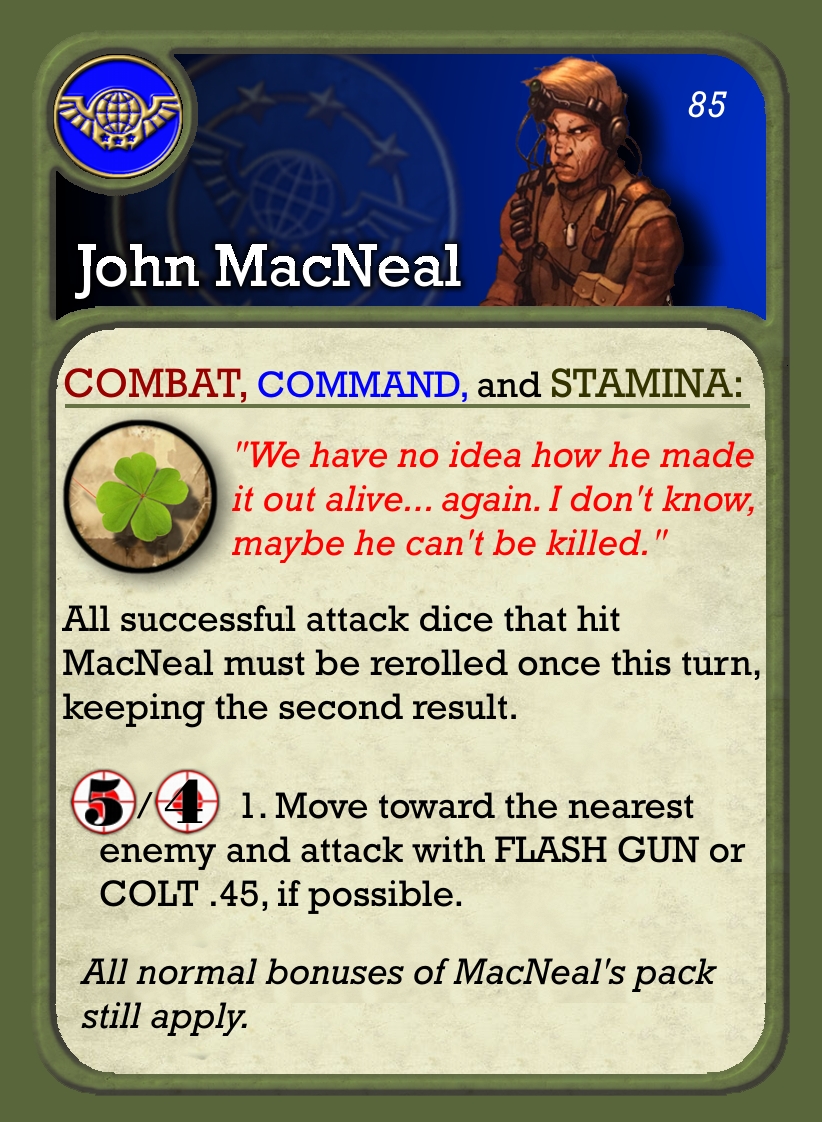 85
John MacNeal
COMBAT, COMMAND, and STAMINA:
"We have no idea how he made
it out alive... again. I don't know,
maybe he can't be killed."
All successful attack dice that hit
MacNeal must be rerolled once this turn,
keeping the second result.
5/4 1. Move toward the nearest
enemy and attack with FLASH GUN or
COLT .45, if possible.
All normal bonuses of MacNeal's pack
still apply.